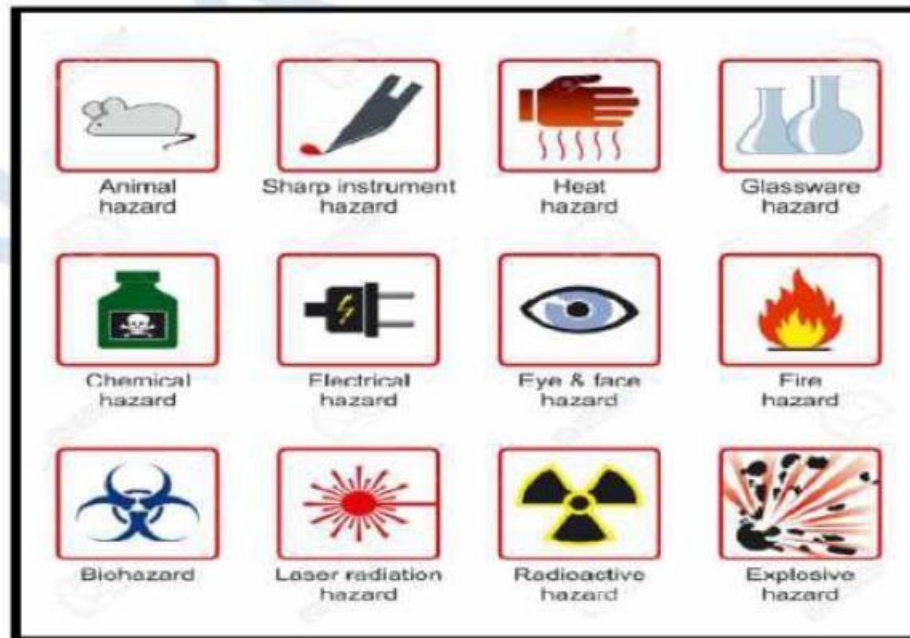 Animal
hazard
Sharp instrument
hazard
Heat
hazard
Glassware
hazard
Chemical
hazard
Electrical
hazard
Eye & face
hazard
Fire
hazard
Biohazard
Laser radiation
hazard
Radioactive
hazard
Explosive
hazard